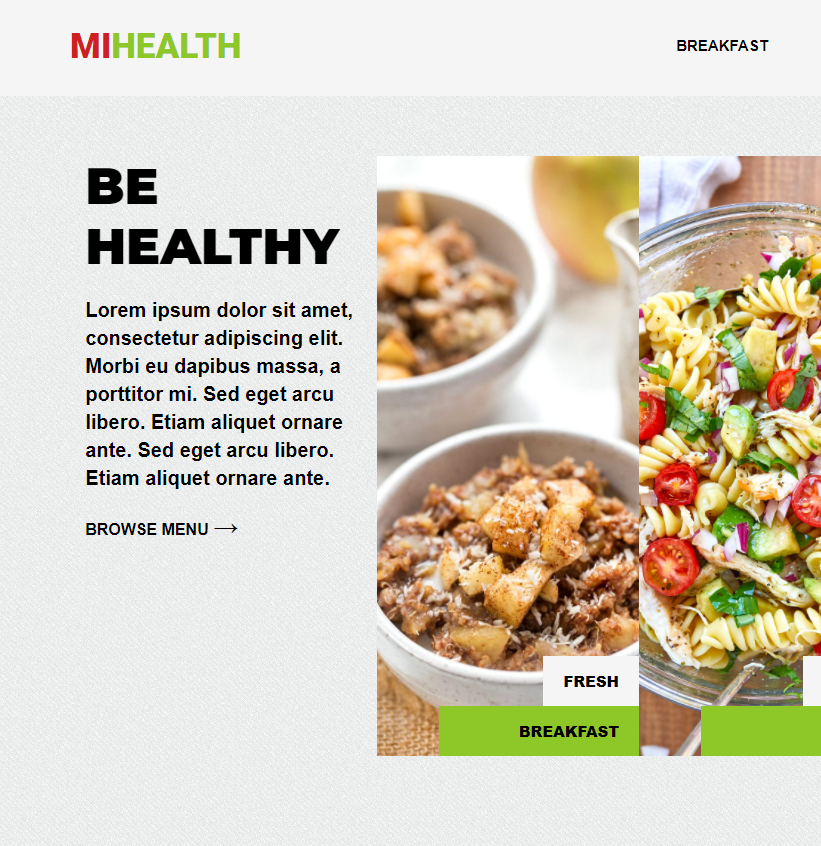 MIHEALTH
BREAKFAST
BE
HEALTHY
Lorem ipsum dolor sit amet,
consectetur adipiscing elit.
Morbi eu dapibus massa, a
porttitor mi. Sed eget arcu
libero. Etiam aliquet ornare
ante. Sed eget arcu libero.
Etiam aliquet ornare ante.
BROWSE MENU →
FRESH
BREAKFAST